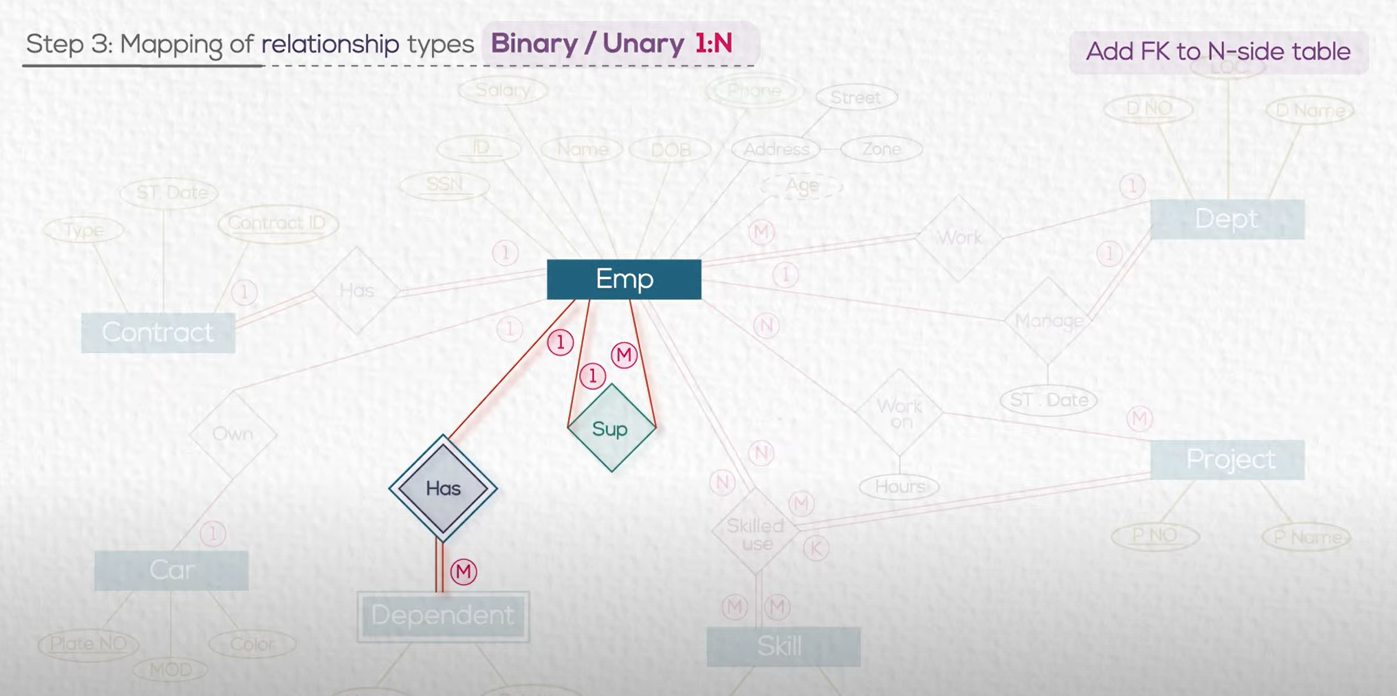 Step 3: Mapping of relationship types Binary / Unary 1:N
Add FK to N-side table
LOC
Salary
Phone
Street
D NO
D Name
ID
Name
DOB
Address
Zone
SSN
Age
ST Date
Type
Contract ID
1
M
Work
Dept
1
1
1
Has
1
Emp
Contract
1
N
Manage
1
M
1
ST Date
Sup
Own
Work on
M
Project
N
N
Hours
Has
M
Skilled use
K
P NO
P Name
1
Car
M
Dependent
M
M
Skill
Plate NO
Color
MOD